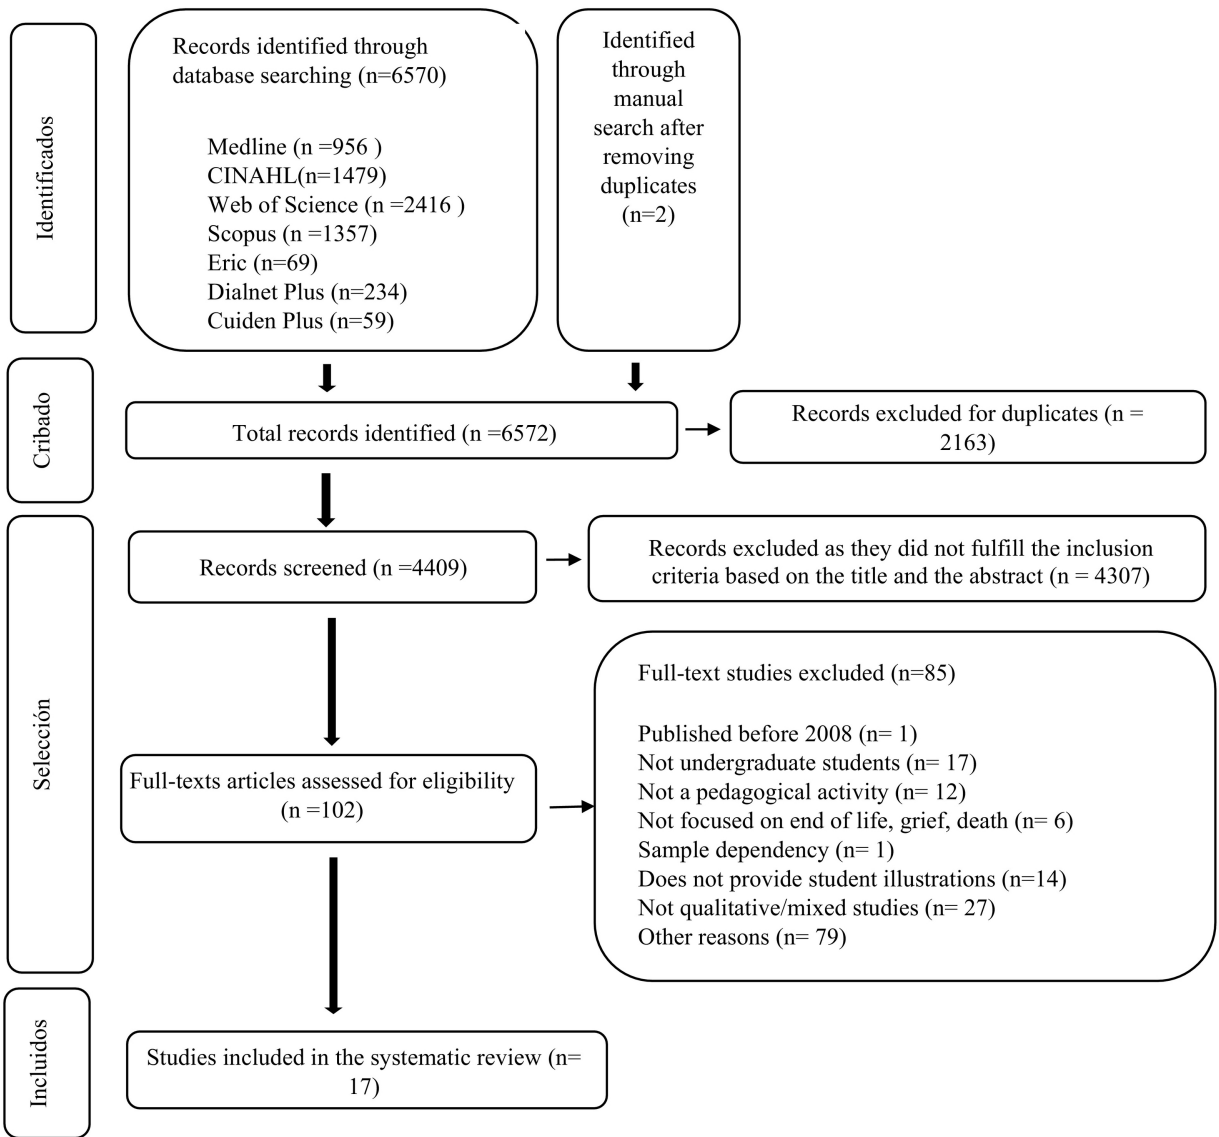 Identificados
Records identified through
database searching (n=6570)
Medline (n =956 )
CINAHL(n=1479)
Web of Science (n =2416 )
Scopus (n =1357)
Eric (n=69)
Dialnet Plus (n=234)
Cuiden Plus (n=59)
Identified
through
manual
search after
removing
duplicates
(n=2)
Cribado
Total records identified (n =6572)
Records excluded for duplicates (n =
2163)
Selección
Records screened (n =4409)
Records excluded as they did not fulfill the inclusion
criteria based on the title and the abstract (n = 4307)
Full-texts articles assessed for eligibility
(n =102)
Full-text studies excluded (n=85)
Published before 2008 (n= 1)
Not undergraduate students (n= 17)
Not a pedagogical activity (n= 12)
Not focused on end of life, grief, death (n= 6)
Sample dependency (n= 1)
Does not provide student illustrations (n=14)
Not qualitative/mixed studies (n= 27)
Other reasons (n= 79)
Incluidos
Studies included in the systematic review (n=
17)